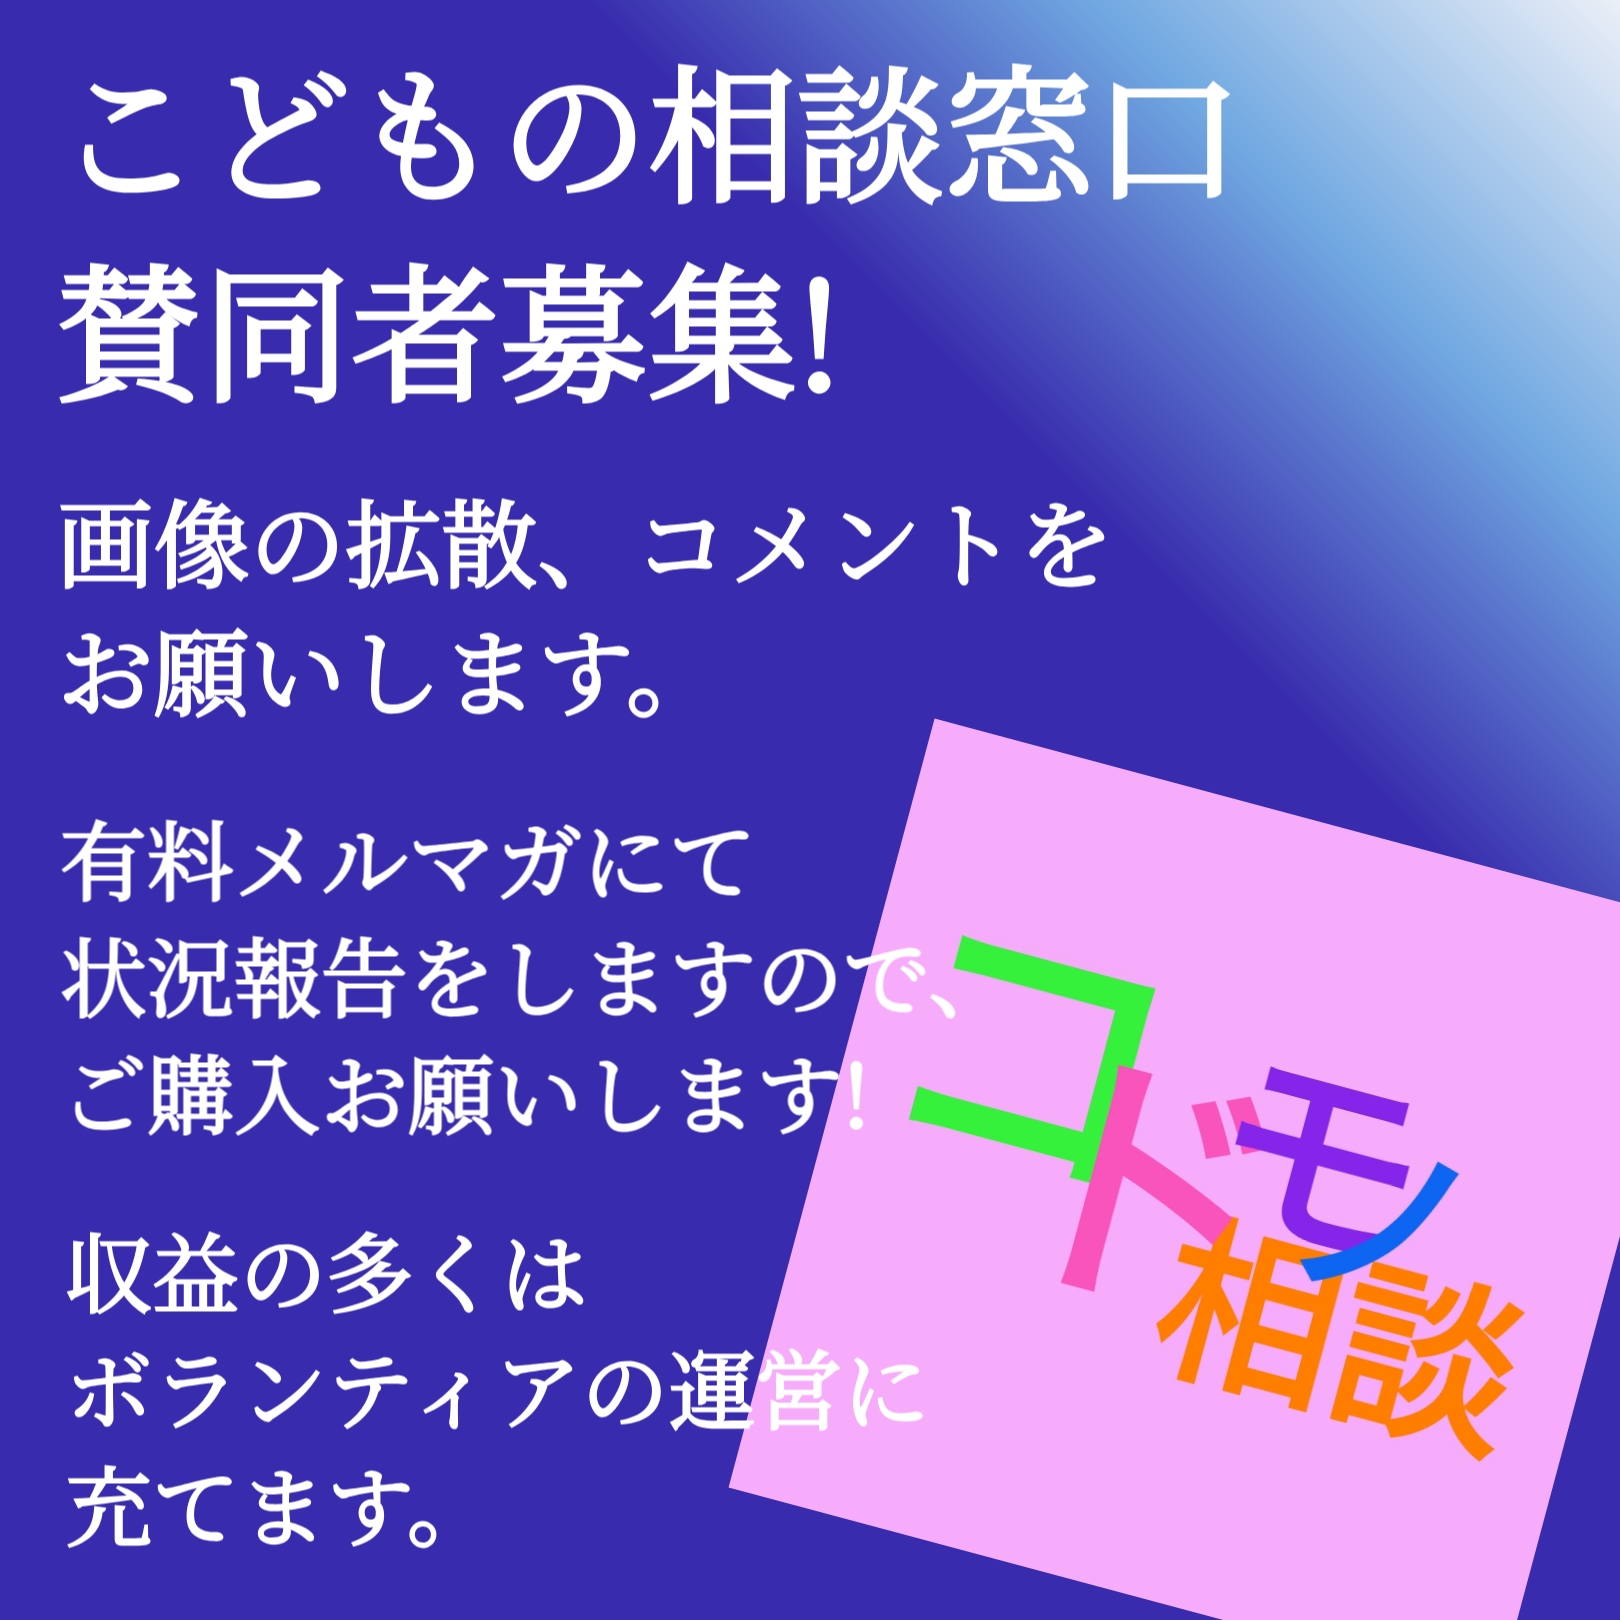 こどもの相談窓口
賛同者募集!
画像の拡散、コメントを
お願いします。
有料メルマガにて
状況報告をしますので、
ご購入お願いします!
収益の多くは
ボランティアの運営に
充てます。
コドモノ
相談